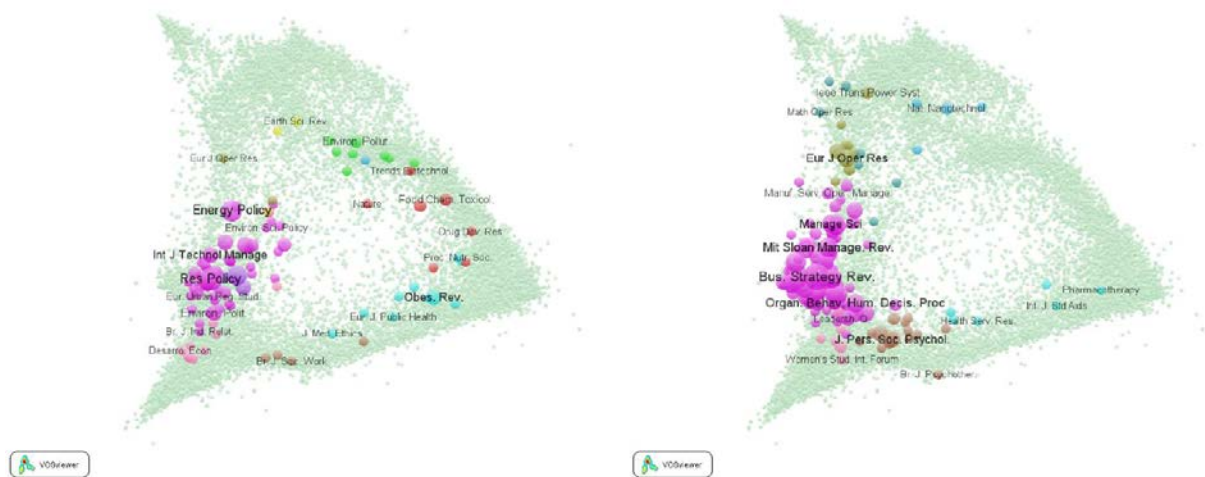 Earth Sci. Rev.
Environ. Pollut.
Eur J Oper Res
Trends Biotechnol.
Nature
Food Chem. Toxicol.
Energy Policy
Environ. Sci Policy
Drug Dev. Res
Int J Technol Manage
Proc. Nutr. Soc.
Res Policy
Eur. Urban Reg. Stud.
Obes. Rev.
Environ. Polit
Eur. J. Public Health
Br. J. Ind. Relat.
J. Med. Ethics
Desarro. Econ.
Br. J. Soc. Work
VOSviewer
Ieee Trans Power Syst
Math Oper Res
Nat. Nanotechnol
Eur J Oper Res
Manuf. Serv. Oper. Manage.
Manage Sci
Mit Sloan Manage. Rev.
Bus. Strategy Rev.
Pharmacotherapy
Organ. Behav. Hum. Decis. Proc
Int. J. Std Aids
Leadersh. Q.
Health Serv. Res.
J. Pers. Soc. Psychol.
Women's Stud. Int. Forum
Br. J. Psychother.
VOSviewer